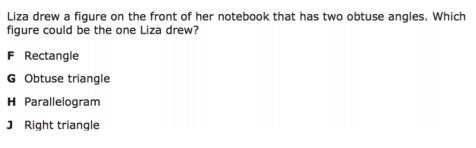 Liza drew a figure on the front of her notebook that has two obtuse angles. Which
figure could be the one Liza drew?
F Rectangle
G Obtuse triangle
H Parallelogram
J Right triangle